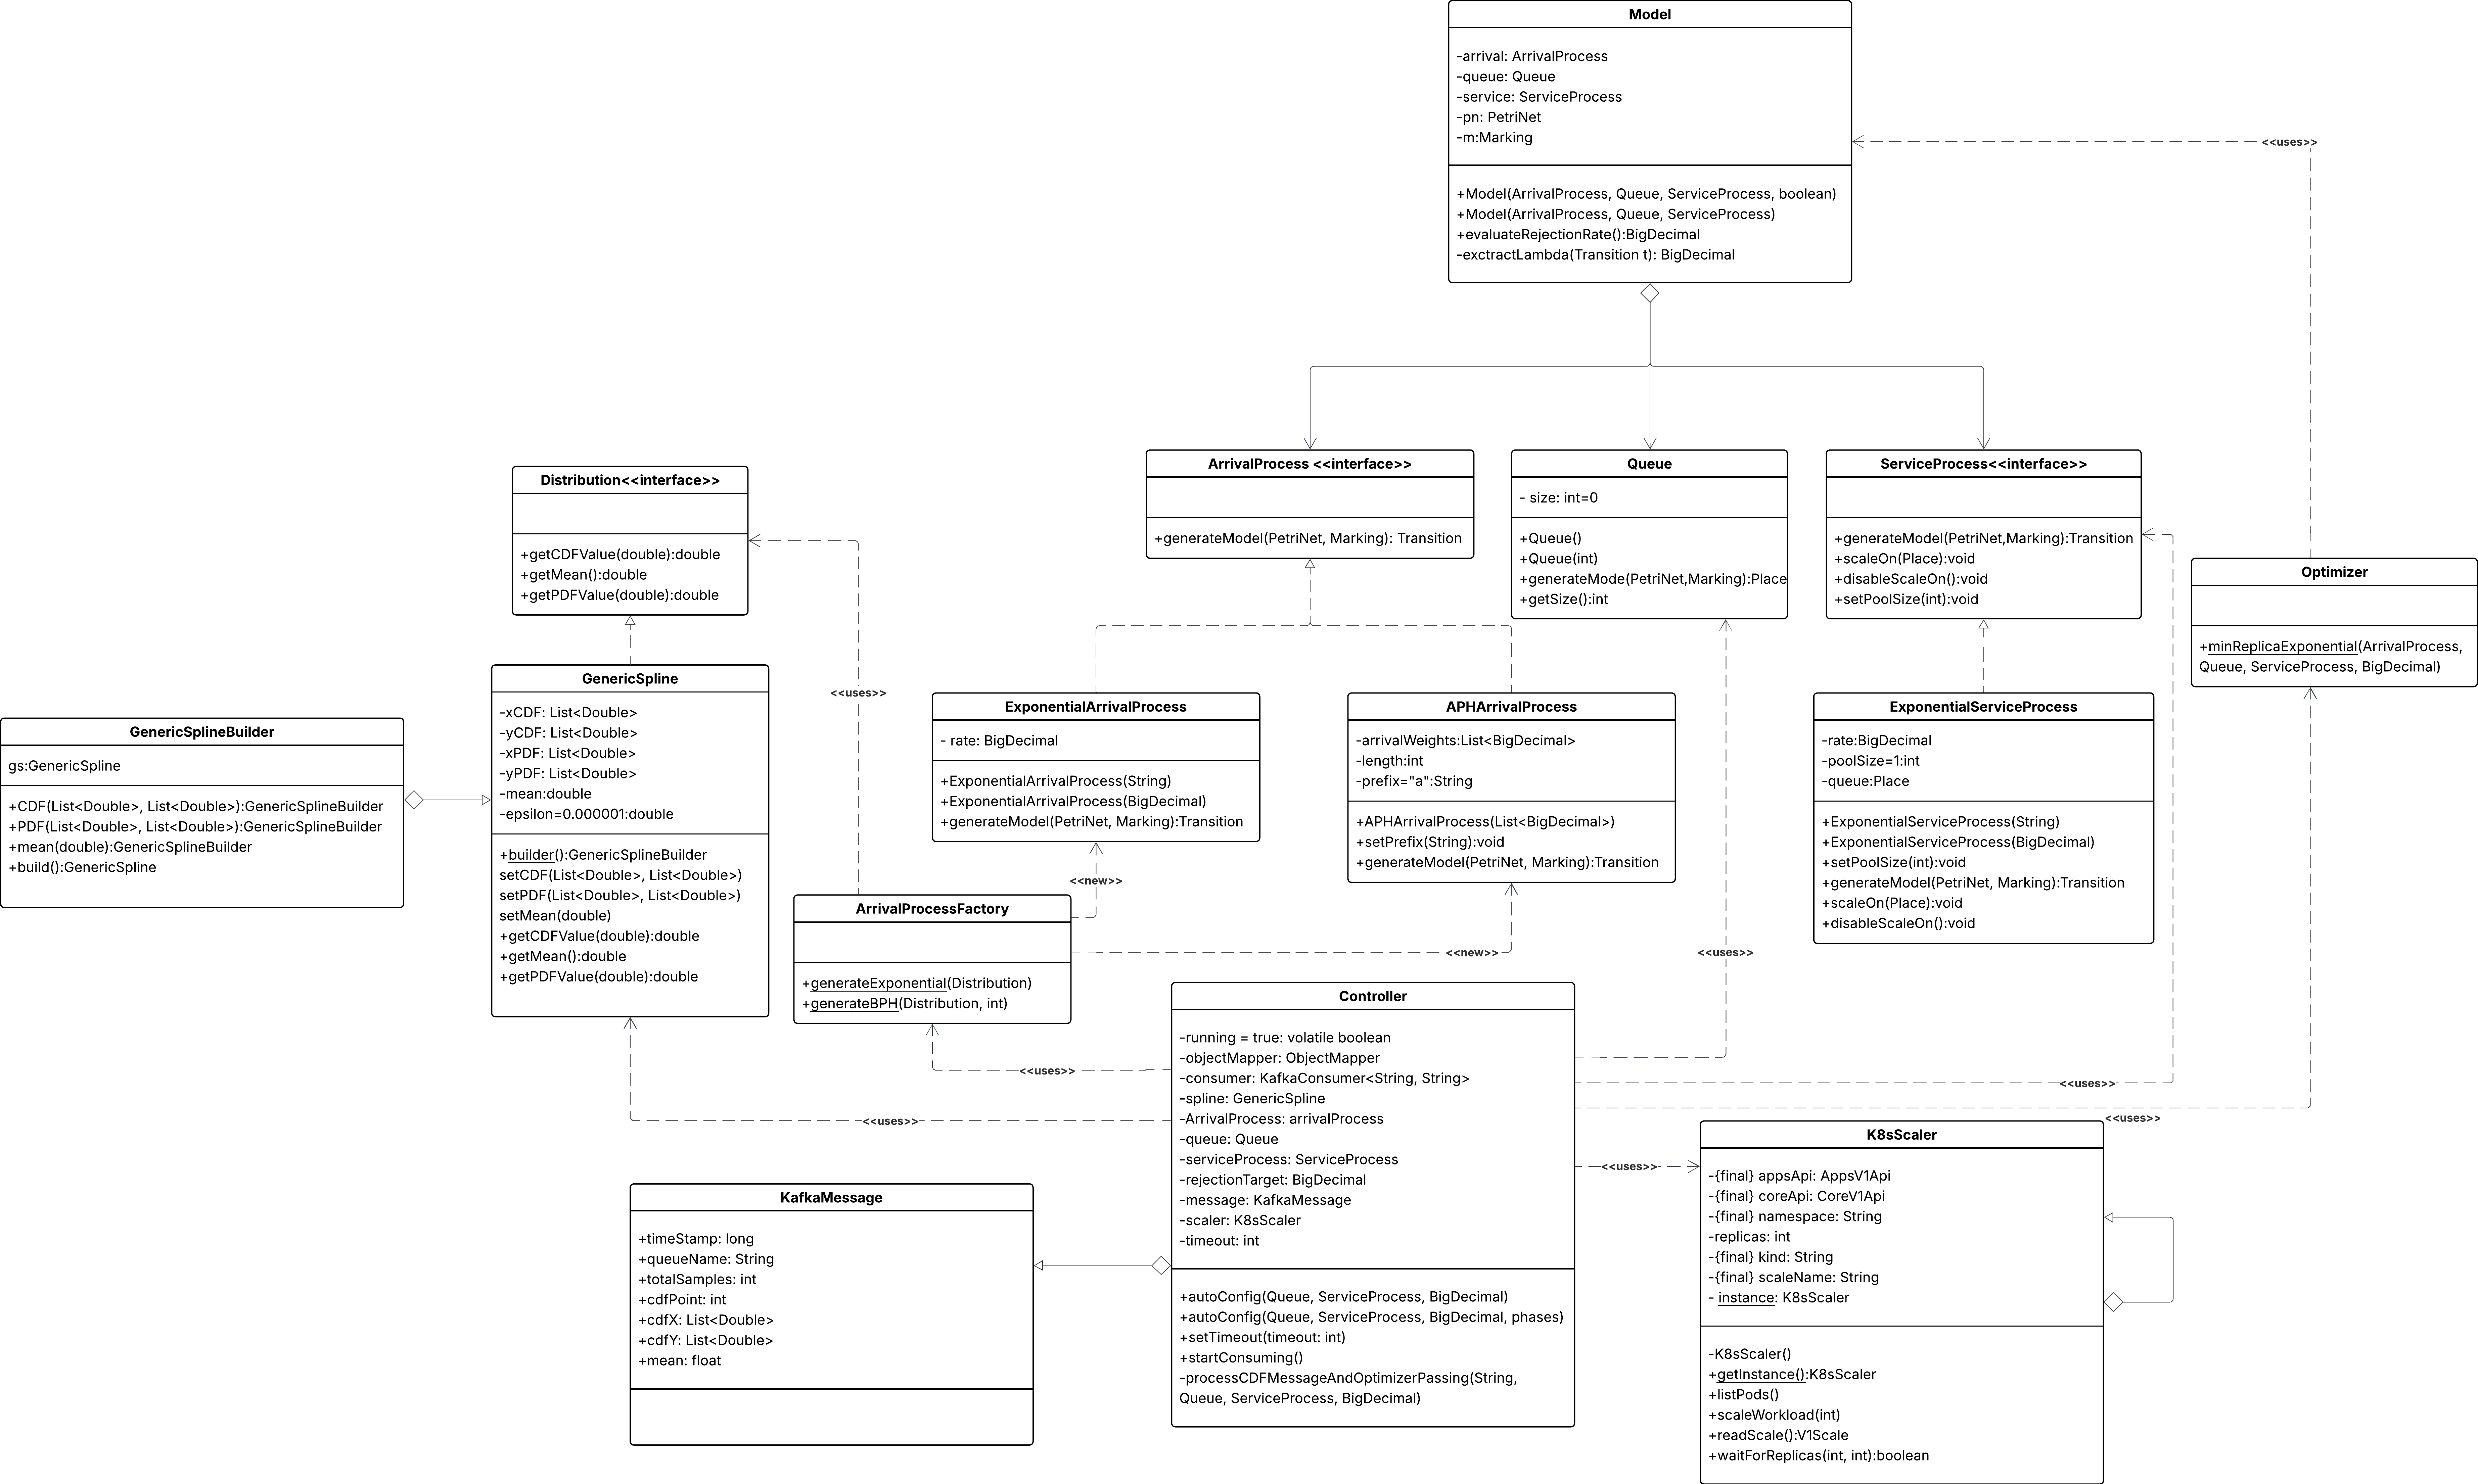 Model
-arrival: ArrivalProcess
-queue: Queue
-service: ServiceProcess
-pn: PetriNet
-m:Marking
+Model(ArrivalProcess, Queue, ServiceProcess, boolean)
+Model(ArrivalProcess, Queue, ServiceProcess)
+evaluateRejectionRate():BigDecimal
-exctractLambda(Transition t): BigDecimal
<<uses>>
Distribution<<interface>>
+getCDFValue(double):double
+getMean():double
+getPDFValue(double):double
ArrivalProcess <<interface>>
+generateModel(PetriNet, Marking): Transition
Queue
- size: int=0
+Queue()
+Queue(int)
+generateMode(PetriNet,Marking):Place
+getSize():int
ServiceProcess<<interface>>
+generateModel(PetriNet,Marking):Transition
+scaleOn(Place):void
+disableScaleOn():void
+setPoolSize(int):void
Optimizer
+minReplicaExponential(ArrivalProcess,
Queue, ServiceProcess, BigDecimal)
GenericSplineBuilder
gs:GenericSpline
+CDF(List<Double>, List<Double>):GenericSplineBuilder
+PDF(List<Double>, List<Double>):GenericSplineBuilder
+mean(double):GenericSplineBuilder
+build():GenericSpline
GenericSpline
-xCDF: List<Double>
-yCDF: List<Double>
-xPDF: List<Double>
-yPDF: List<Double>
-mean:double
-epsilon=0.000001:double
+builder():GenericSplineBuilder
setCDF(List<Double>, List<Double>)
setPDF(List<Double>, List<Double>)
setMean(double)
+getCDFValue(double):double
+getMean():double
+getPDFValue(double):double
<<uses>>
ExponentialArrivalProcess
- rate: BigDecimal
+ExponentialArrivalProcess(String)
+ExponentialArrivalProcess(BigDecimal)
+generateModel(PetriNet, Marking):Transition
APHArrivalProcess
-arrivalWeights:List<BigDecimal>
-length:int
-prefix="a":String
+APHArrivalProcess(List<BigDecimal>)
+setPrefix(String):void
+generateModel(PetriNet, Marking):Transition
ExponentialServiceProcess
-rate:BigDecimal
-poolSize=1:int
-queue:Place
+ExponentialServiceProcess(String)
+ExponentialServiceProcess(BigDecimal)
+setPoolSize(int):void
+generateModel(PetriNet, Marking):Transition
+scaleOn(Place):void
+disableScaleOn():void
<<new>>
ArrivalProcessFactory
+generateExponential(Distribution)
+generateBPH(Distribution, int)
<<new>>
<<uses>>
Controller
-running = true: volatile boolean
-objectMapper: ObjectMapper
-consumer: KafkaConsumer<String, String>
-spline: GenericSpline
-ArrivalProcess: arrivalProcess
-queue: Queue
-serviceProcess: ServiceProcess
-rejectionTarget: BigDecimal
-message: KafkaMessage
-scaler: K8sScaler
-timeout: int
+autoConfig(Queue, ServiceProcess, BigDecimal)
+autoConfig(Queue, ServiceProcess, BigDecimal, phases)
+setTimeout(timeout: int)
+startConsuming()
-processCDFMessageAndOptimizerPassing(String,
Queue, ServiceProcess, BigDecimal)
<<uses>>
<<uses>>
<<uses>>
<<uses>>
<<uses>>
KafkaMessage
+timeStamp: long
+queueName: String
+totalSamples: int
+cdfPoint: int
+cdfX: List<Double>
+cdfY: List<Double>
+mean: float
K8sScaler
-{final} appsApi: AppsV1Api
-{final} coreApi: CoreV1Api
-{final} namespace: String
-replicas: int
-{final} kind: String
-{final} scaleName: String
- instance: K8sScaler
-K8sScaler()
+getInstance():K8sScaler
+listPods()
+scaleWorkload(int)
+readScale():V1Scale
+waitForReplicas(int, int):boolean